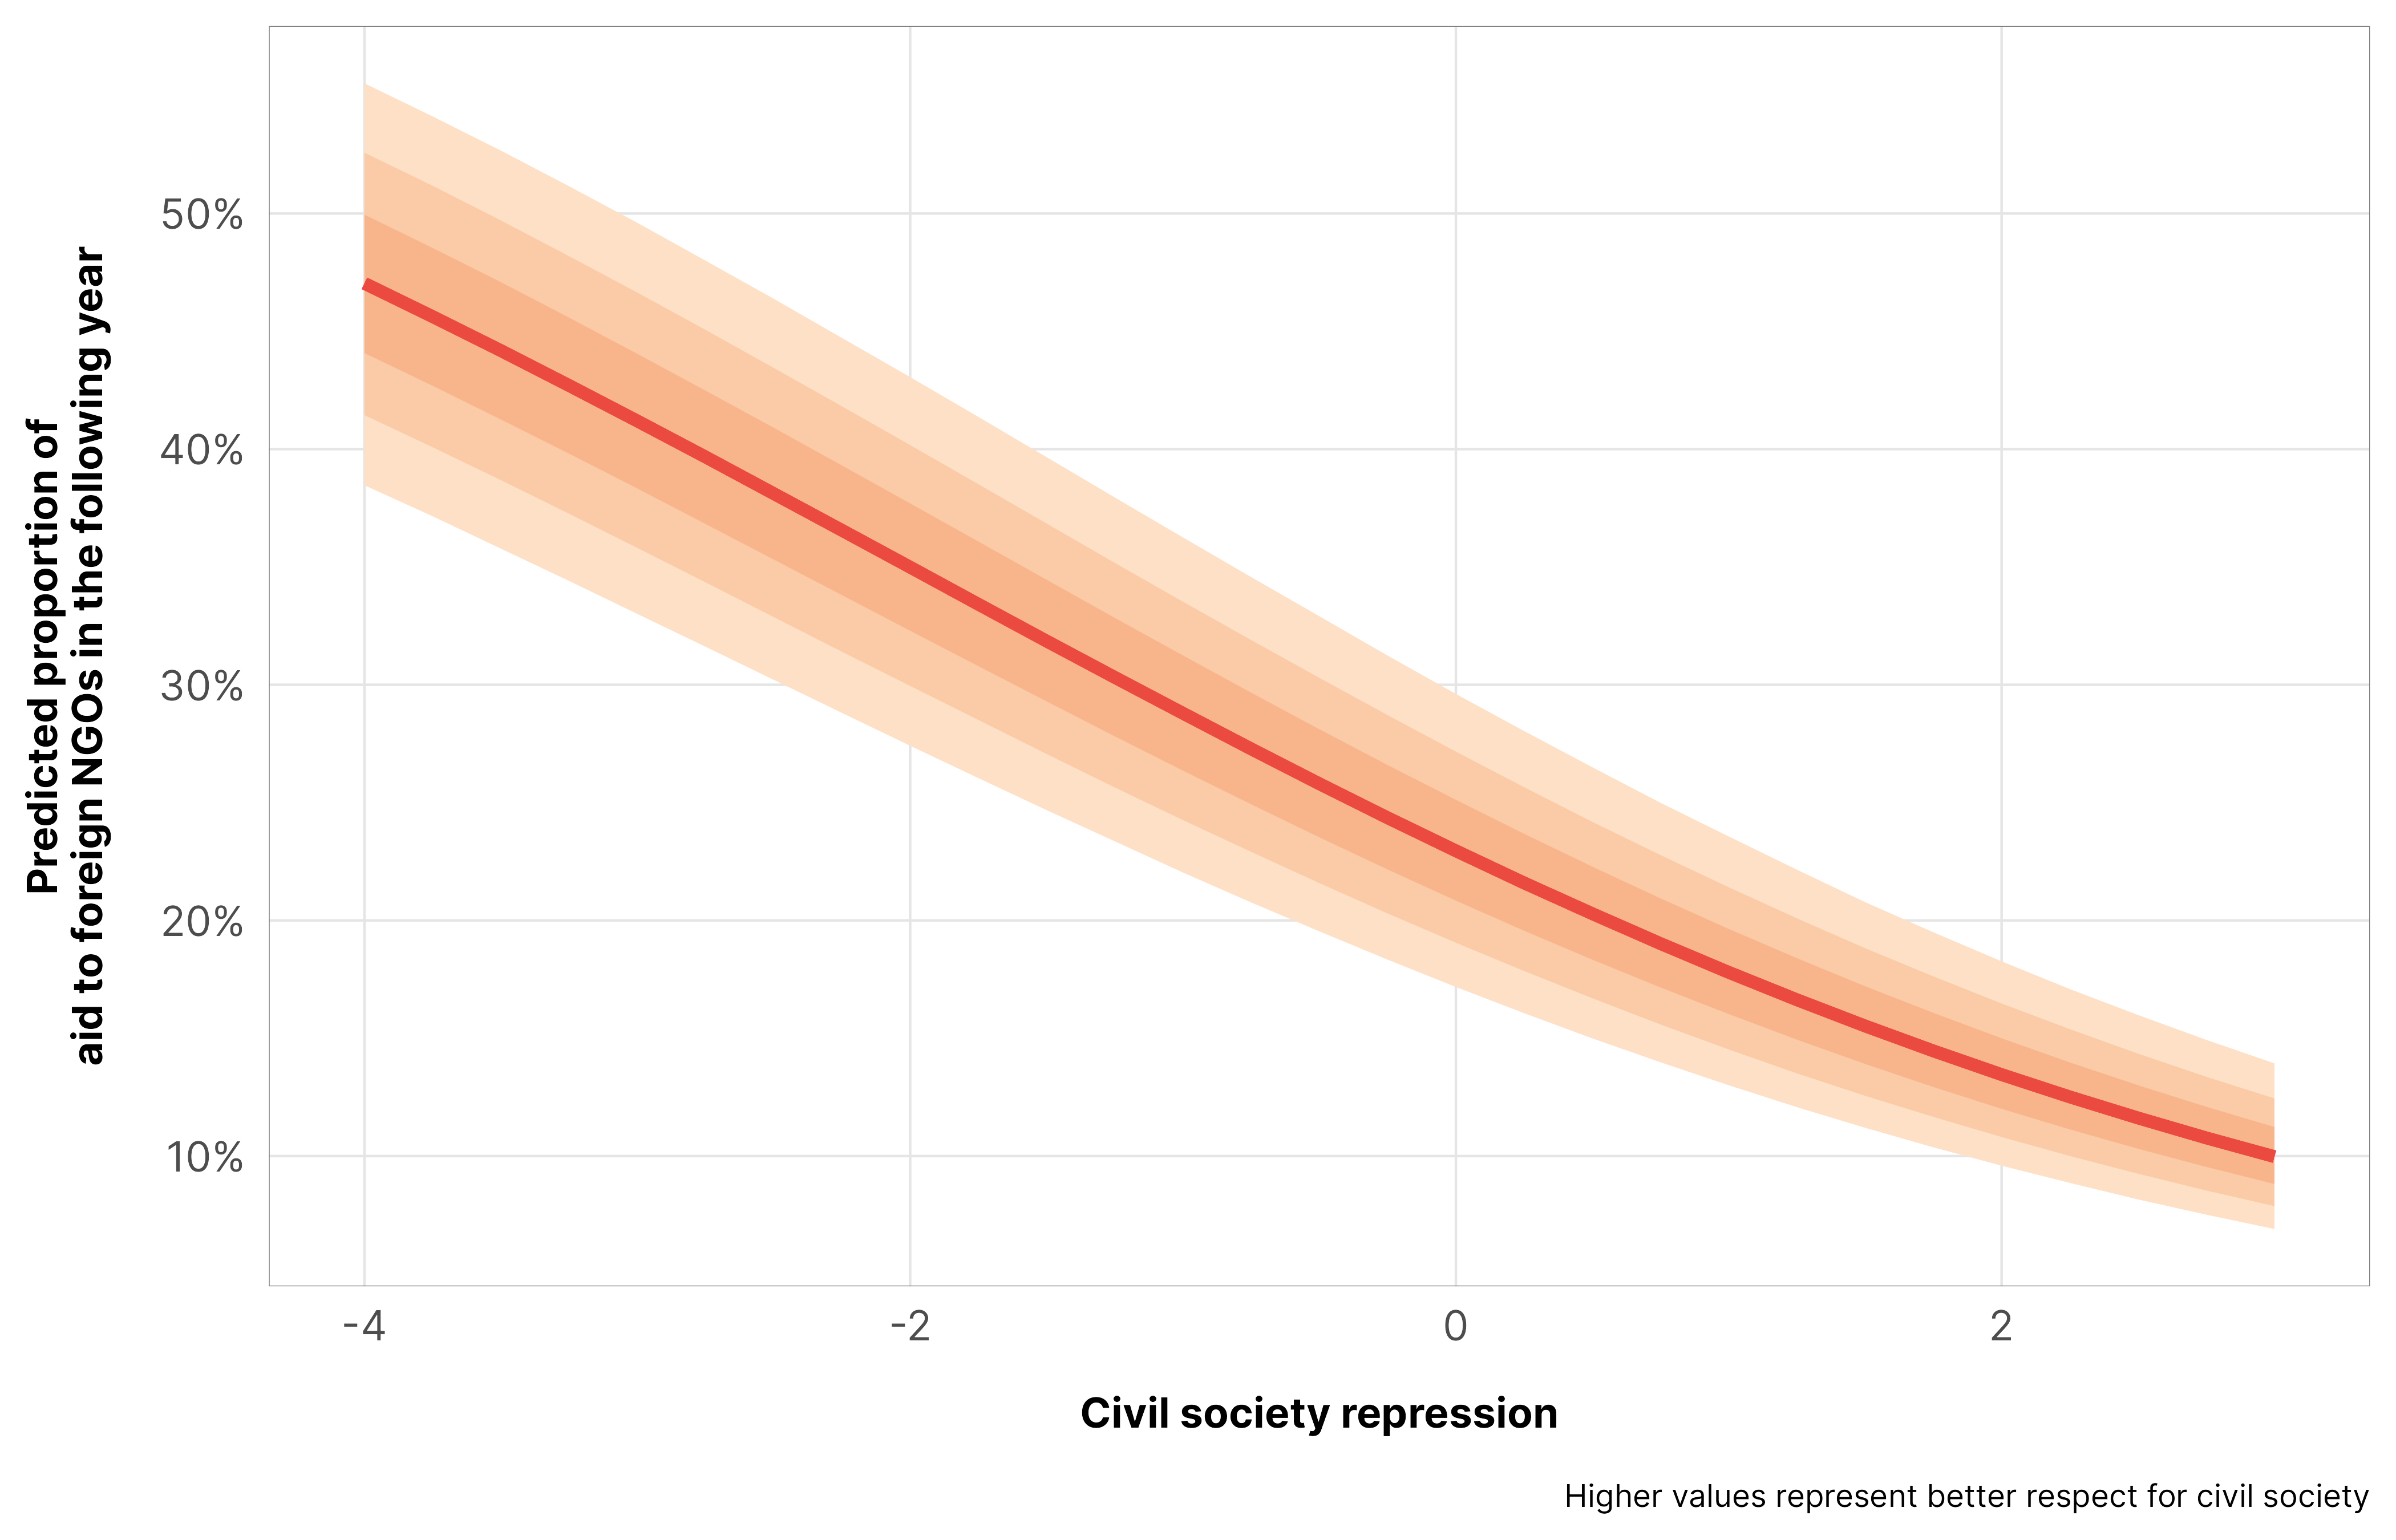 Predicted proportion of
aid to foreign NGOs in the following year
50%
40%
30%
20%
10%
-4
-2
0
2
Civil society repression
Higher values represent better respect for civil society